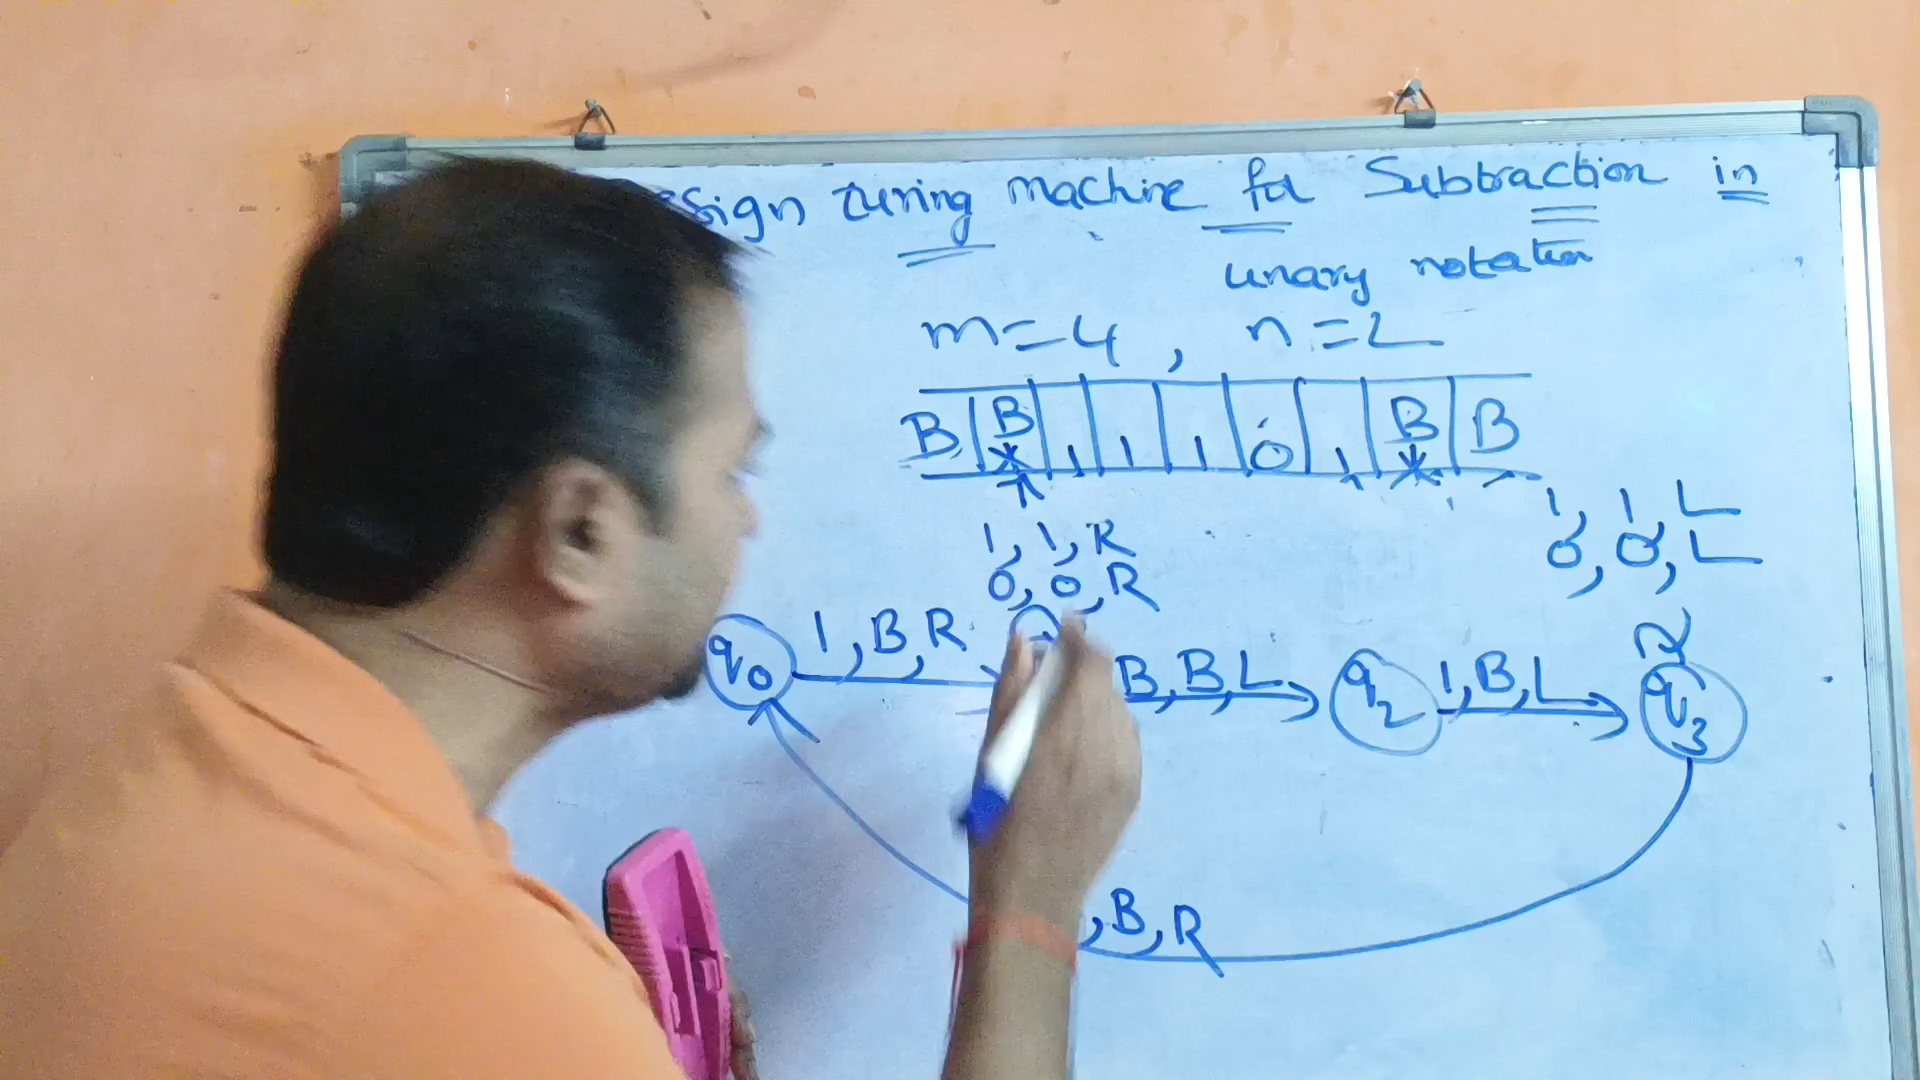 sign turing machine for Subtraction in
unary notation
m=4, n=2
B B 1 1 1 0 1 B B
1, 1, R
0, 0, R
1, 1, L
0, 0, L
q0 1, B, R B, B, L q2 1, B, L q3
, B, R